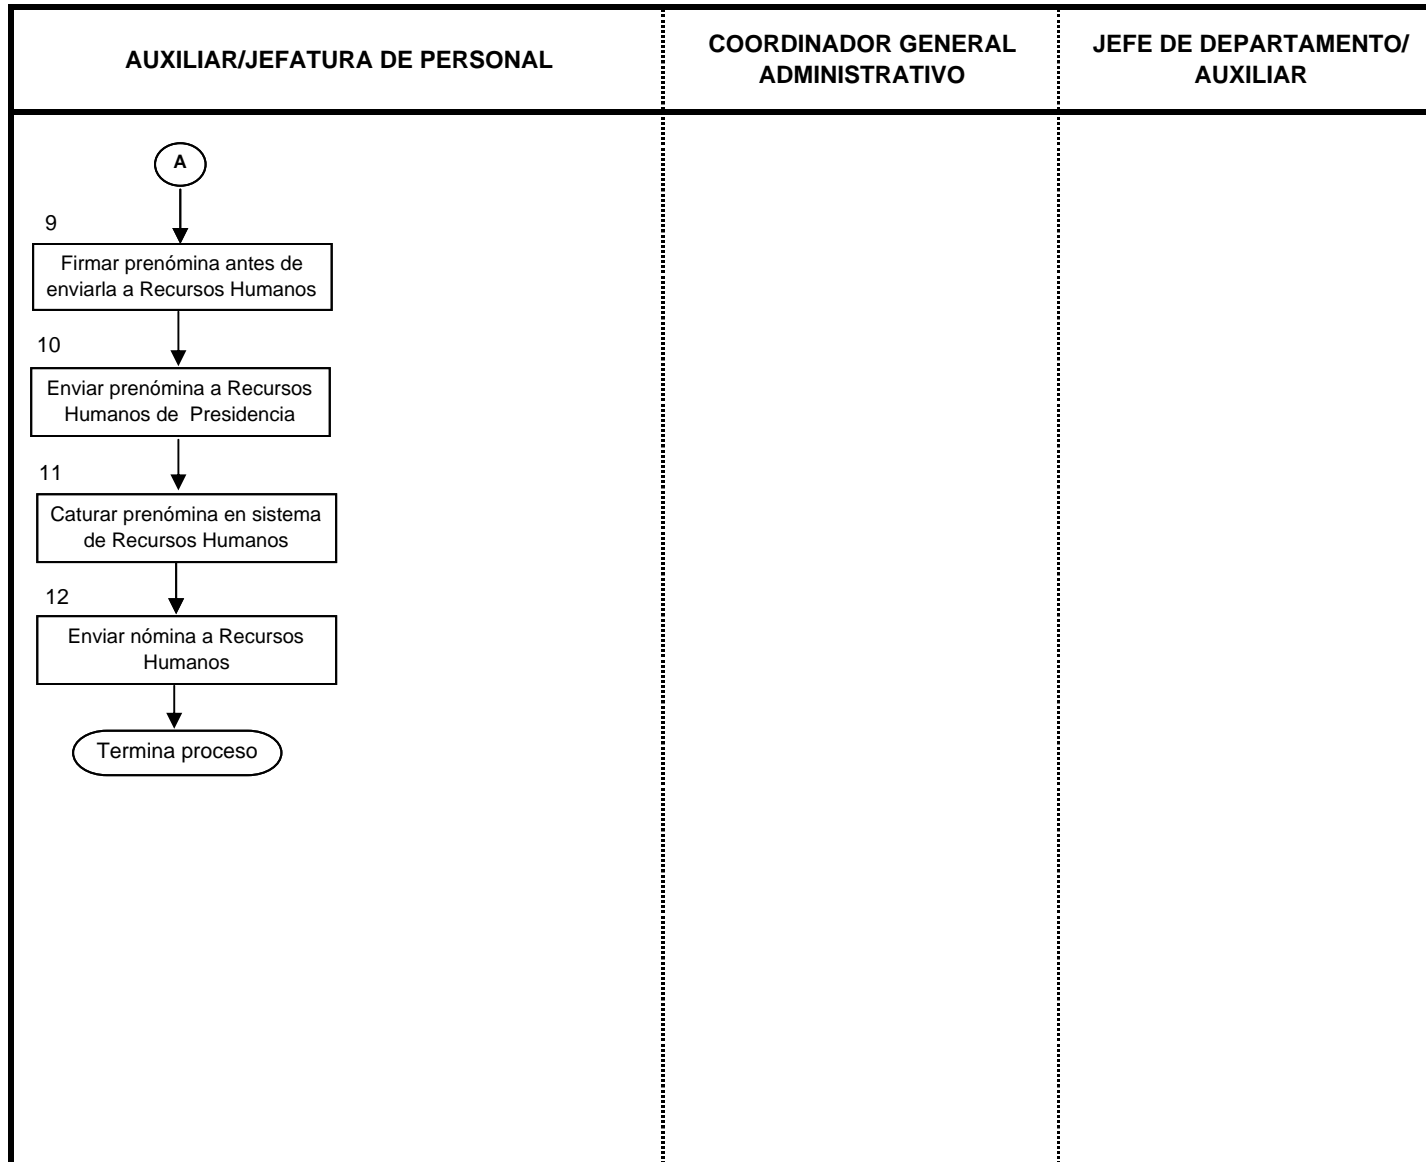 AUXILIAR/JEFATURA DE PERSONAL
COORDINADOR GENERAL
ADMINISTRATIVO
JEFE DE DEPARTAMENTO/
AUXILIAR
A
9
Firmar prenómina antes de
enviarla a Recursos Humanos
10
Enviar prenómina a Recursos
Humanos de Presidencia
11
Caturar prenómina en sistema
de Recursos Humanos
12
Enviar nómina a Recursos
Humanos
Termina proceso